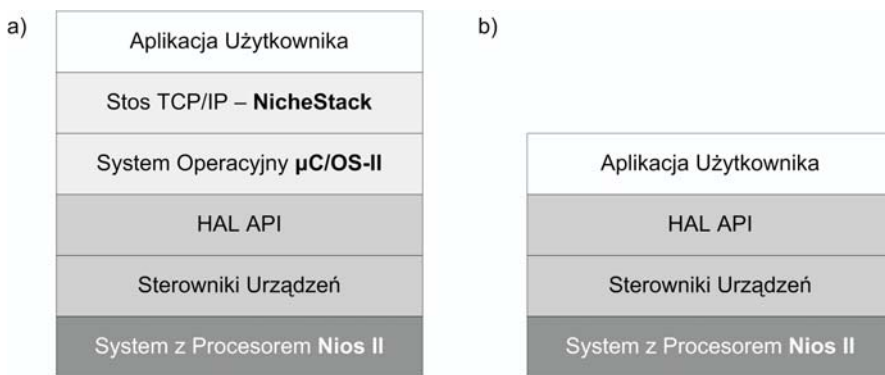 a)
Aplikacja Użytkownika
Stos TCP/IP – NicheStack
System Operacyjny µC/OS-II
HAL API
Sterowniki Urządzeń
System z Procesorem Nios II
b)
Aplikacja Użytkownika
HAL API
Sterowniki Urządzeń
System z Procesorem Nios II